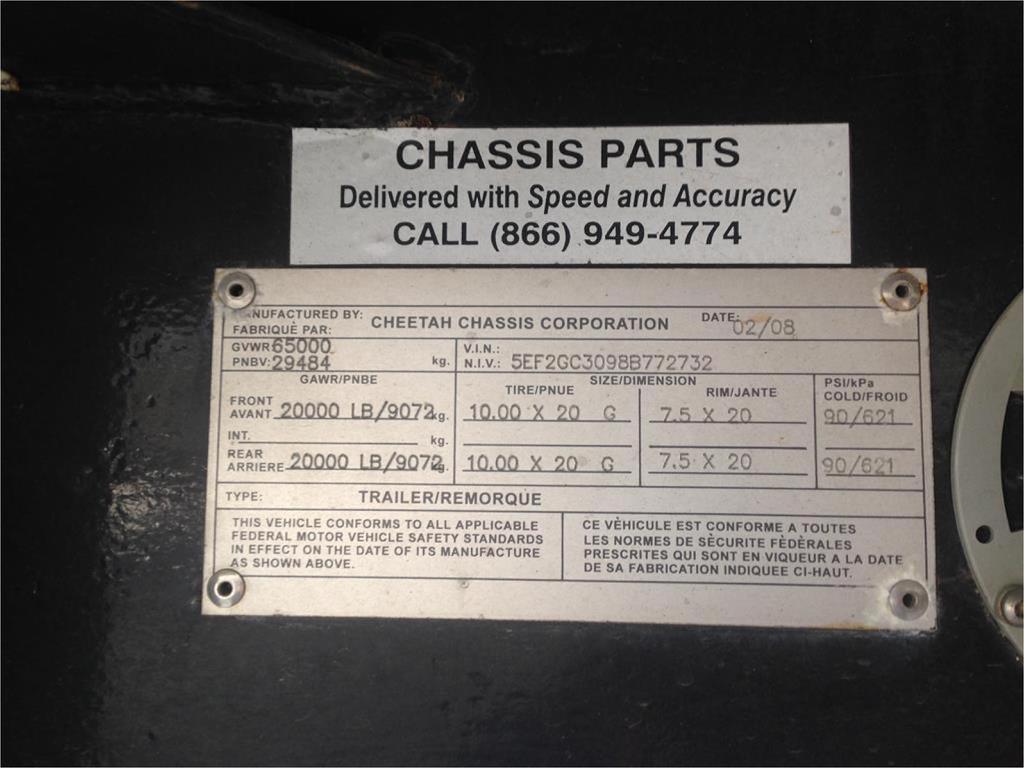 CHASSIS PARTS
Delivered with Speed and Accuracy
CALL (866) 949-4774
MANUFACTURED BY:
FABRIQUÈ PAR:
CHEETAH CHASSIS CORPORATION
DATE:
02/08
GVWR 65000
PNBV: 29484 kg.
V.I.N.:
N.I.V.: 5EF2GC3098B772732
GAWR/PNBE
SIZE/DIMENSION
TIRE/PNUE
RIM/JANTE
PSI/kPa
COLD/FROID
FRONT
AVANT 20000 LB/9072 kg. 10.00 X 20 G 7.5 X 20 90/621
INT. kg.
REAR
ARRIERE 20000 LB/9072 kg. 10.00 X 20 G 7.5 X 20 90/621
TYPE: TRAILER/REMORQUE
THIS VEHICLE CONFORMS TO ALL APPLICABLE
FEDERAL MOTOR VEHICLE SAFETY STANDARDS
IN EFFECT ON THE DATE OF ITS MANUFACTURE
AS SHOWN ABOVE.
CE VÈHICULE EST CONFORME A TOUTES
LES NORMES DE SÈCURITE FÈDÈRALES
PRESCRITES QUI SONT EN VIQUEUR A LA DATE
DE SA FABRICATION INDIQUEE CI-HAUT.